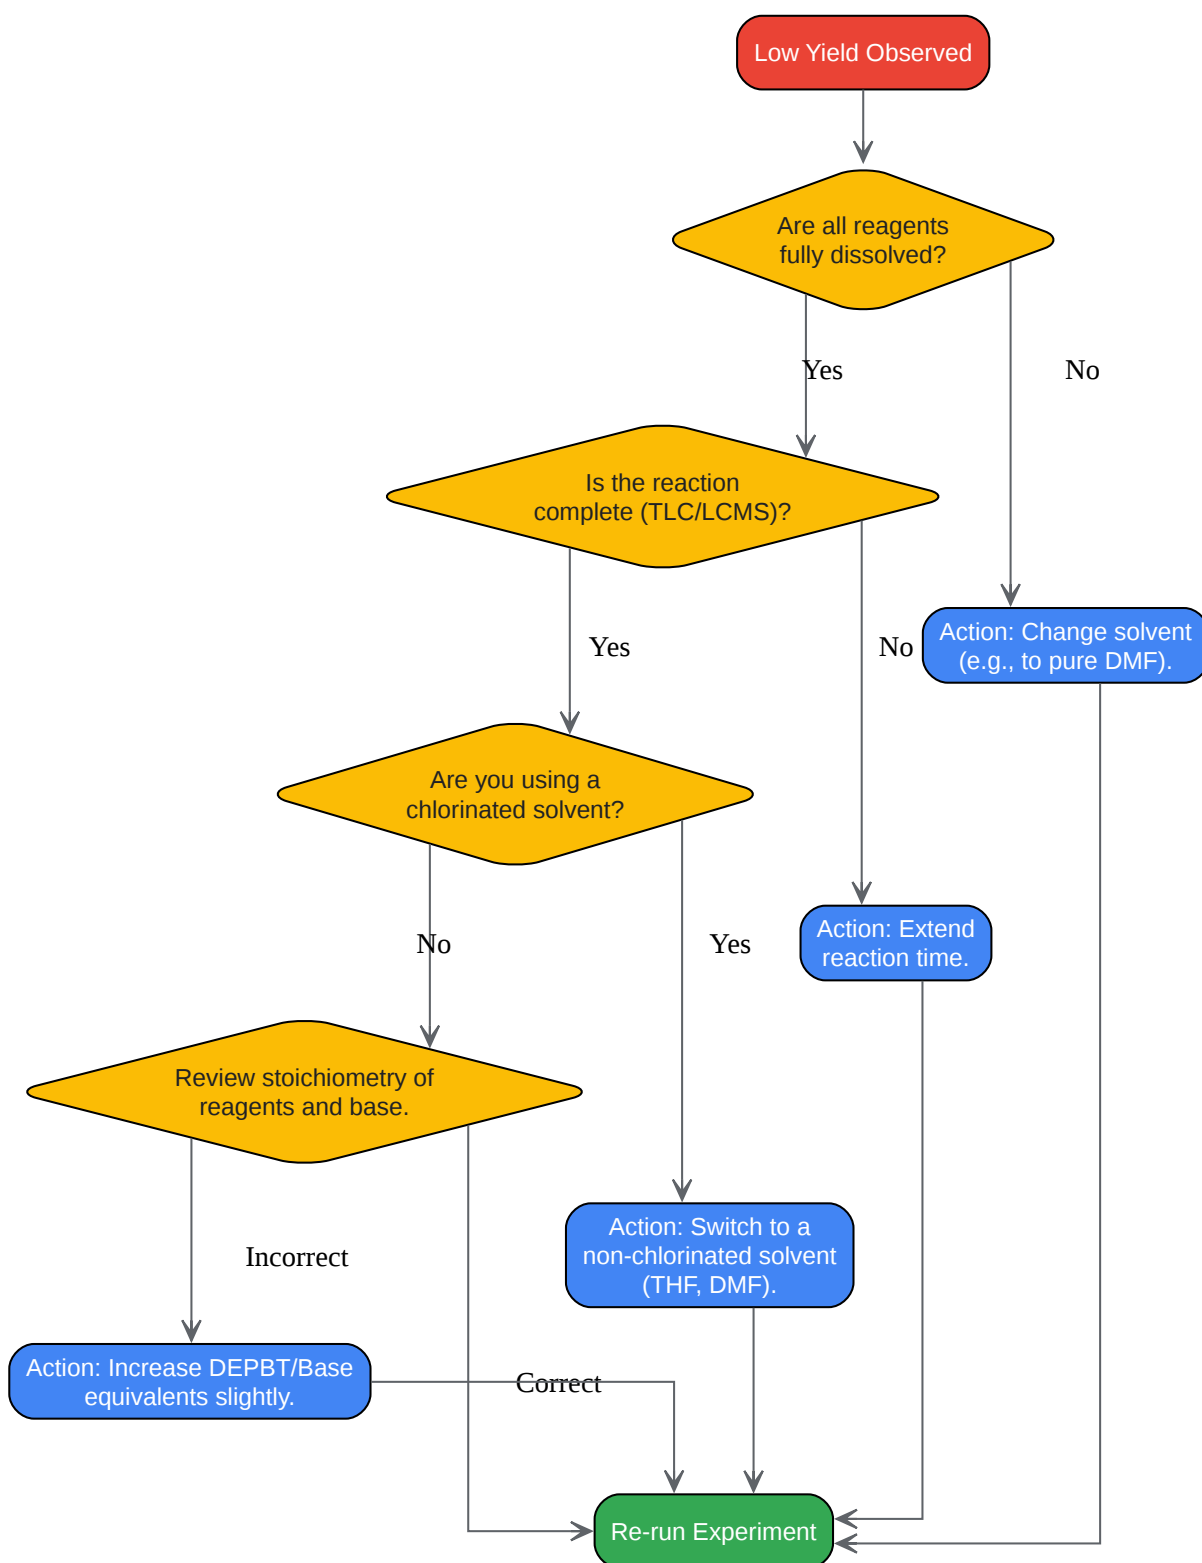 Low Yield Observed
Are all reagents
fully dissolved?
Yes
No
Is the reaction
complete (TLC/LCMS)?
Yes
No
Action: Change solvent
(e.g., to pure DMF).
Are you using a
chlorinated solvent?
No
Yes
Action: Extend
reaction time.
Review stoichiometry of
reagents and base.
Incorrect
Action: Switch to a
non-chlorinated solvent
(THF, DMF).
Action: Increase DEPBT/Base
equivalents slightly.
Correct
Re-run Experiment